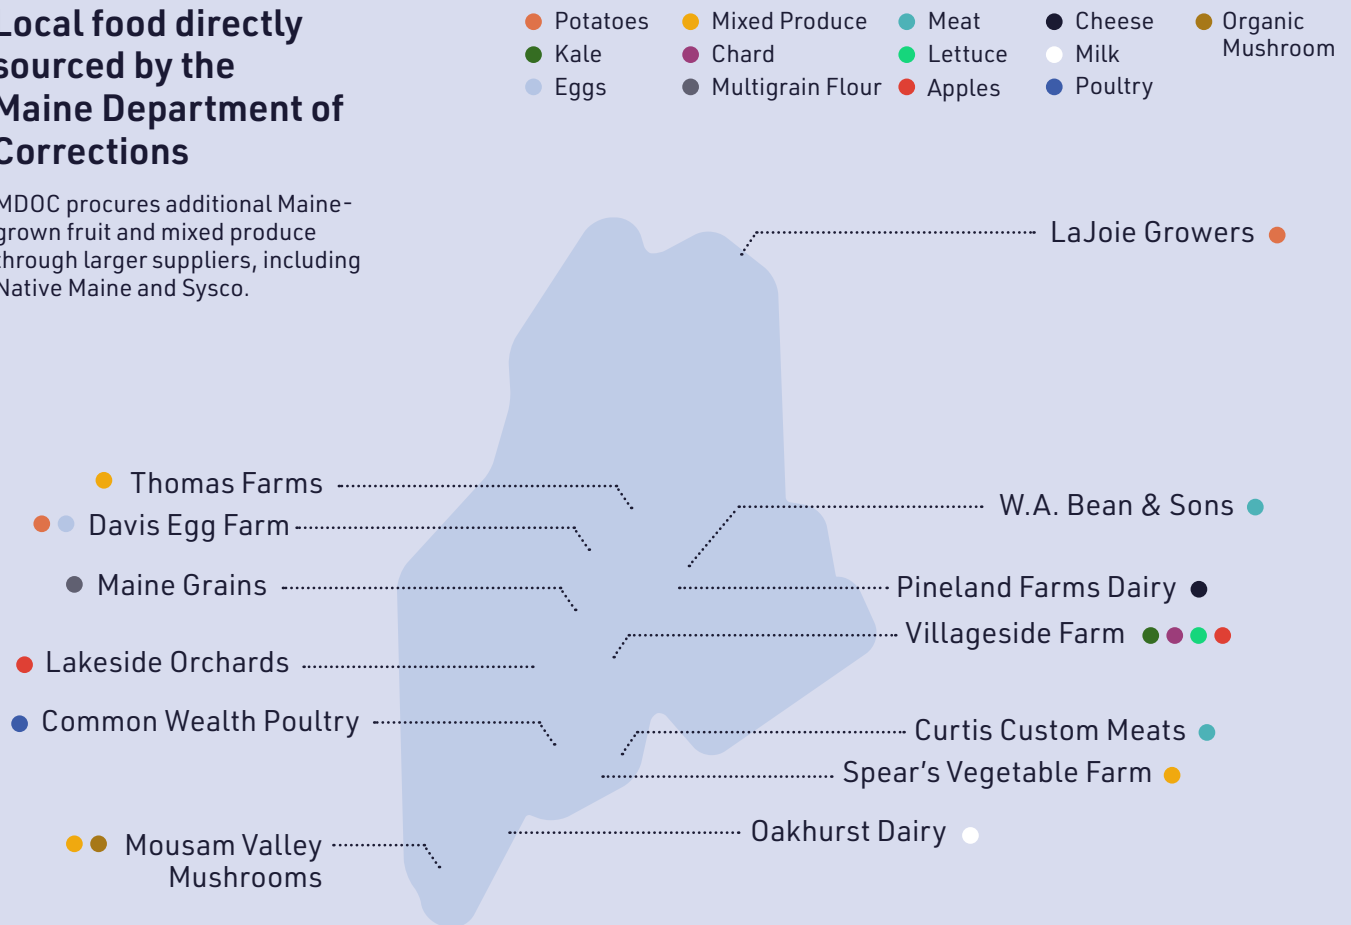 Local food directly
sourced by the
Maine Department of
Corrections
MDOC procures additional Maine-
grown fruit and mixed produce
through larger suppliers, including
Native Maine and Sysco.
Potatoes
Kale
Eggs
Mixed Produce
Chard
Multigrain Flour
Meat
Lettuce
Apples
Cheese
Milk
Poultry
Organic
Mushroom
LaJoie Growers
Thomas Farms
Davis Egg Farm
Maine Grains
Lakeside Orchards
Common Wealth Poultry
Mousam Valley
Mushrooms
W.A. Bean & Sons
Pineland Farms Dairy
Villageside Farm
Curtis Custom Meats
Spear's Vegetable Farm
Oakhurst Dairy